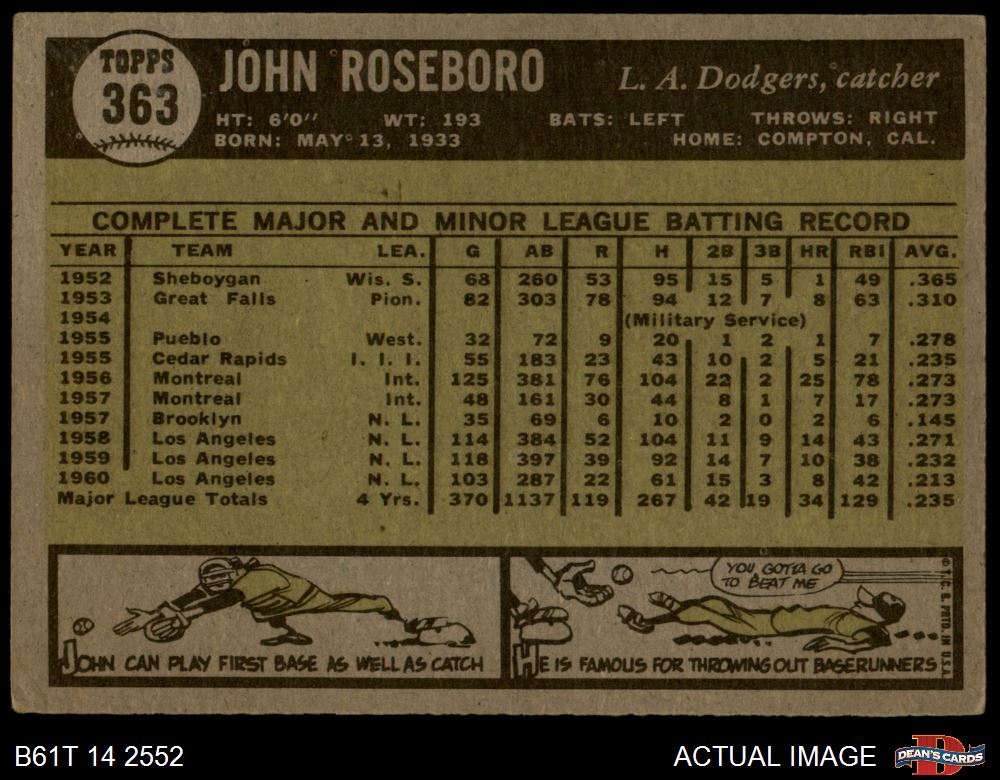 TOPPS
363
JOHN ROSEBORO
L. A. Dodgers, catcher
HT: 6'0" WT: 193 BATS: LEFT THROWS: RIGHT
BORN: MAY 13, 1933 HOME: COMPTON, CAL.
COMPLETE MAJOR AND MINOR LEAGUE BATTING RECORD
YEAR TEAM LEA. G AB R H 2B 3B HR RBI AVG.
1952 Sheboygan Wis. S. 68 260 53 95 15 5 1 49 .365
1953 Great Falls Pion. 82 303 78 94 12 7 8 63 .310
1954 (Military Service)
1955 Pueblo West. 32 72 9 20 1 2 1 7 .278
1955 Cedar Rapids I. I. I. 55 183 23 43 10 2 5 21 .235
1956 Montreal Int. 125 381 76 104 22 2 25 78 .273
1957 Montreal Int. 48 161 30 44 8 1 7 17 .273
1957 Brooklyn N. L. 35 69 6 10 2 0 2 6 .145
1958 Los Angeles N. L. 114 384 52 104 11 9 14 43 .271
1959 Los Angeles N. L. 118 397 39 92 14 7 10 38 .232
1960 Los Angeles N. L. 103 287 22 61 15 3 8 42 .213
Major League Totals 4 Yrs. 370 1137 119 267 42 19 34 129 .235
JOHN CAN PLAY FIRST BASE AS WELL AS CATCH
YOU GOTTA GO
TO BEAT ME
HE IS FAMOUS FOR THROWING OUT BASERUNNERS
© T. C. G. PRTD. IN U.S.A.
B61T 14 2552
ACTUAL IMAGE
DEAN'S CARDS